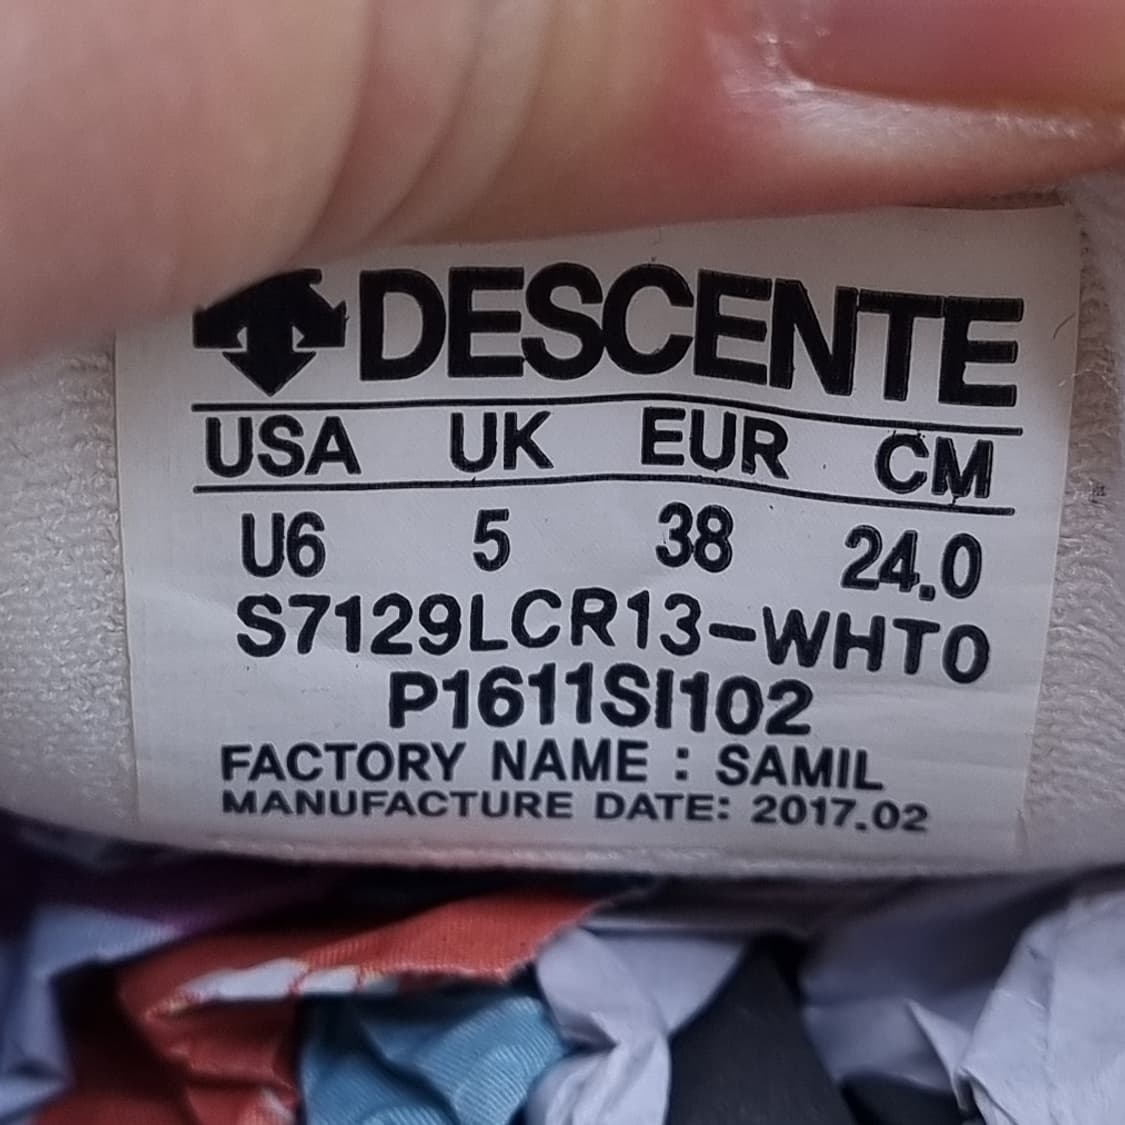 DESCENTE
USA UK EUR CM
U6 5 38 24.0
S7129LCR13-WHT0
P1611SI102
FACTORY NAME : SAMIL
MANUFACTURE DATE: 2017.02